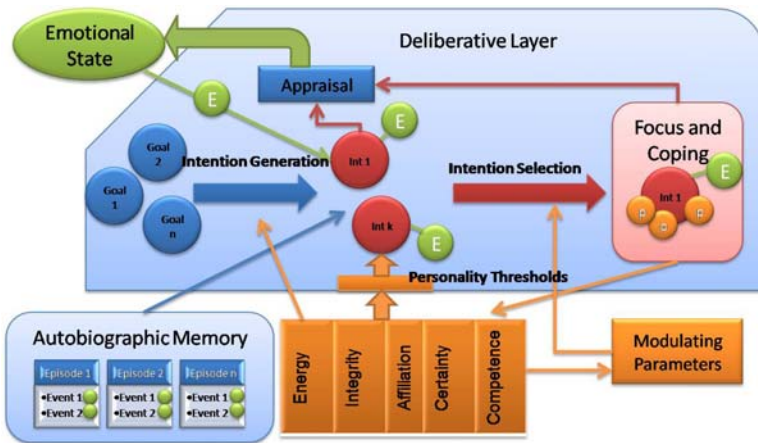 Emotional
State
Deliberative Layer
Appraisal
E
E
Focus and
Coping
Goal
2
Intention Generation
Int 1
Intention Selection
E
Goal
1
Int 1
Goal
n
Int k
E
Personality Thresholds
Autobiographic Memory
Episode 1
Episode 2
Episode n
•Event 1
•Event 2
•Event 1
•Event 2
•Event 1
•Event 2
Energy
Integrity
Affiliation
Certainty
Competence
Modulating
Parameters